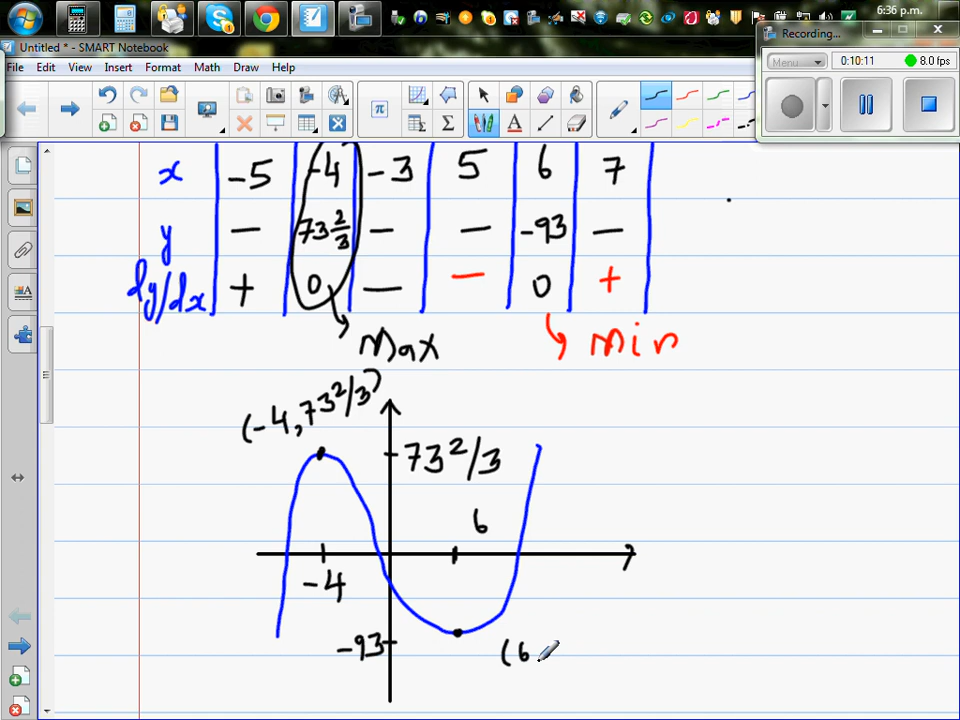 6:36 p.m.
Untitled * - SMART Notebook
Recording...
File Edit View Insert Format Math Draw Help
Menu 0:10:11 8.0 fps
x -5 -4 -3 5 6 7
y − 73 2/3 − − -93 −
dy/dx + 0 − − 0 +
Max Min
(-4, 73 2/3)
73 2/3
6
-4
-93
(6